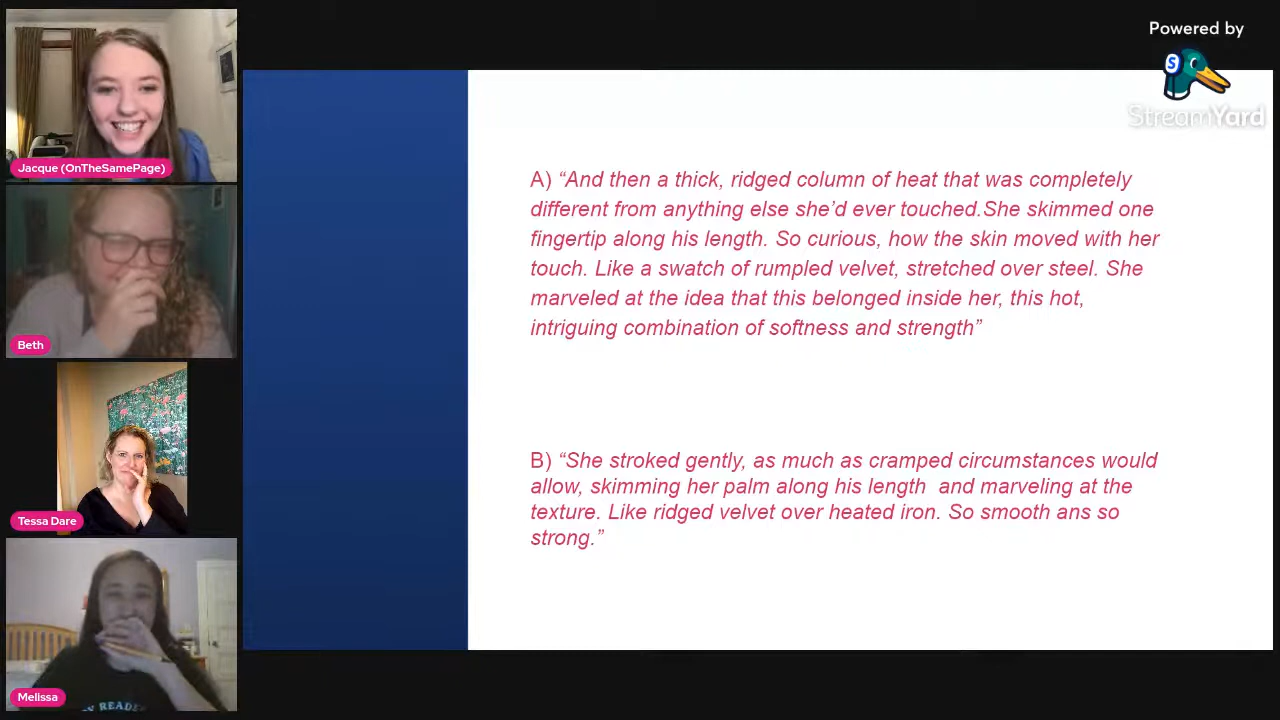 Powered by
StreamYard
Jacque (OnTheSamePage)
Beth
Tessa Dare
Melissa
A) “And then a thick, ridged column of heat that was completely
different from anything else she’d ever touched.She skimmed one
fingertip along his length. So curious, how the skin moved with her
touch. Like a swatch of rumpled velvet, stretched over steel. She
marveled at the idea that this belonged inside her, this hot,
intriguing combination of softness and strength”
B) “She stroked gently, as much as cramped circumstances would
allow, skimming her palm along his length  and marveling at the
texture. Like ridged velvet over heated iron. So smooth ans so
strong.”